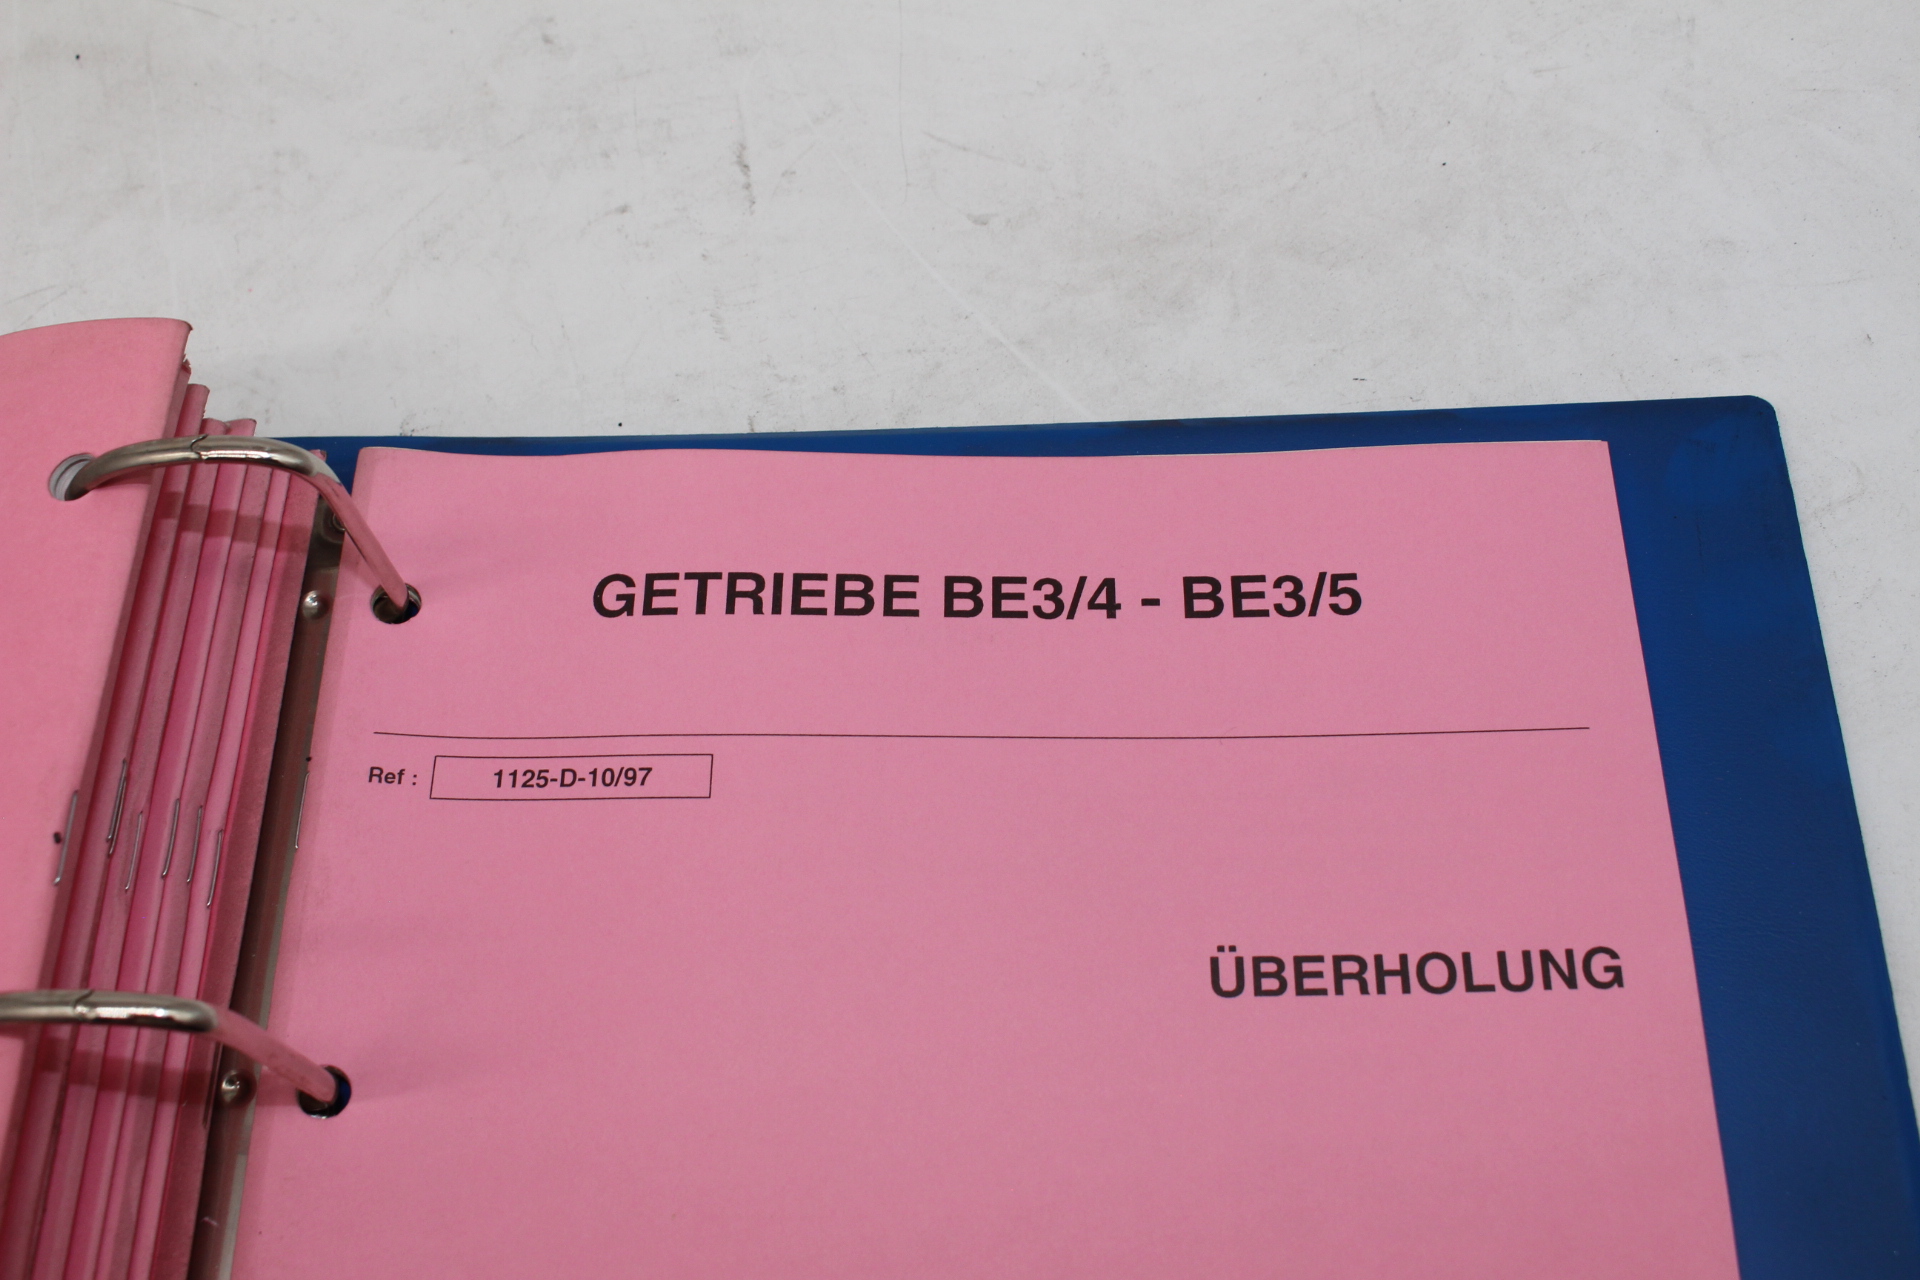 GETRIEBE BE3/4 - BE3/5
Ref : 1125-D-10/97
ÜBERHOLUNG